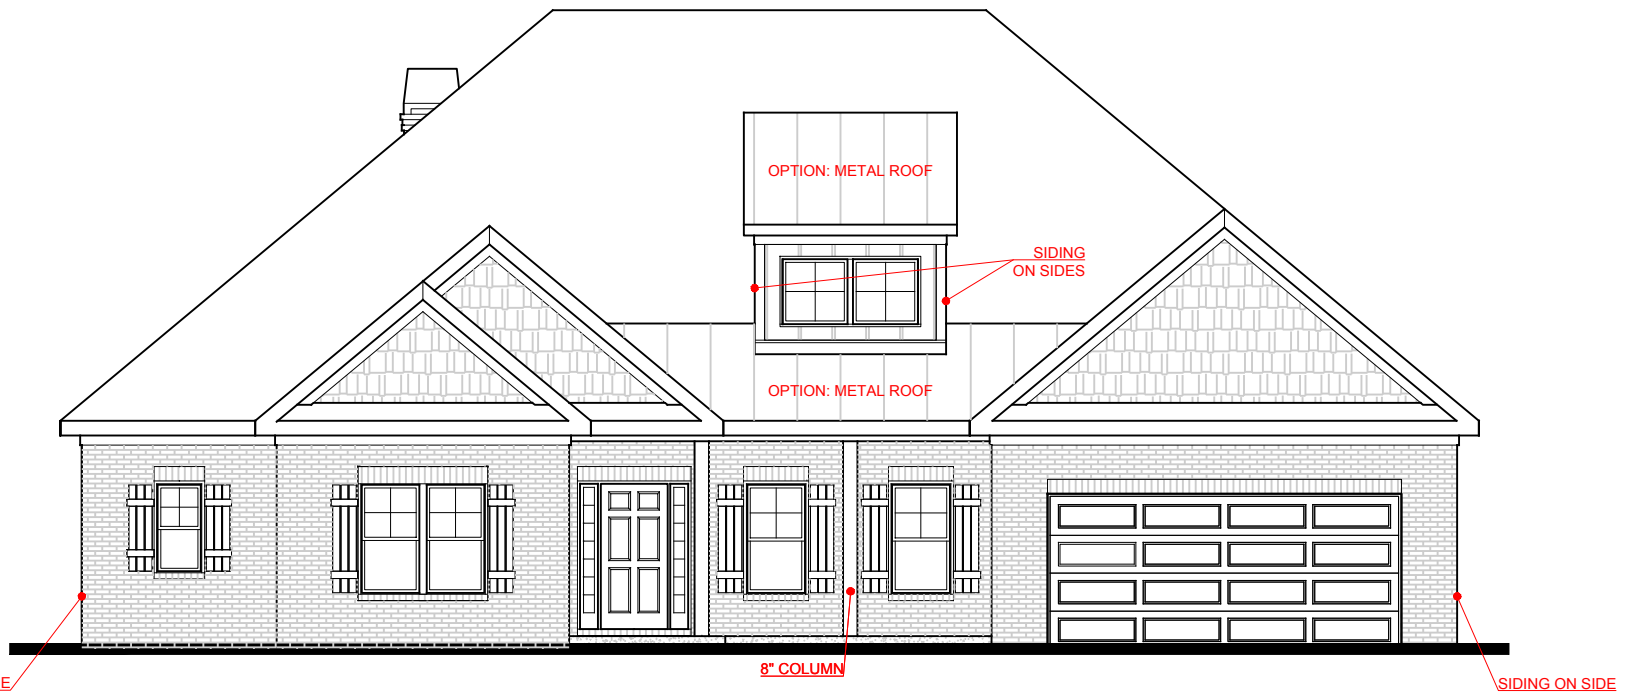 OPTION: METAL ROOF
SIDING
ON SIDES
OPTION: METAL ROOF
8" COLUMN
SIDING ON SIDE